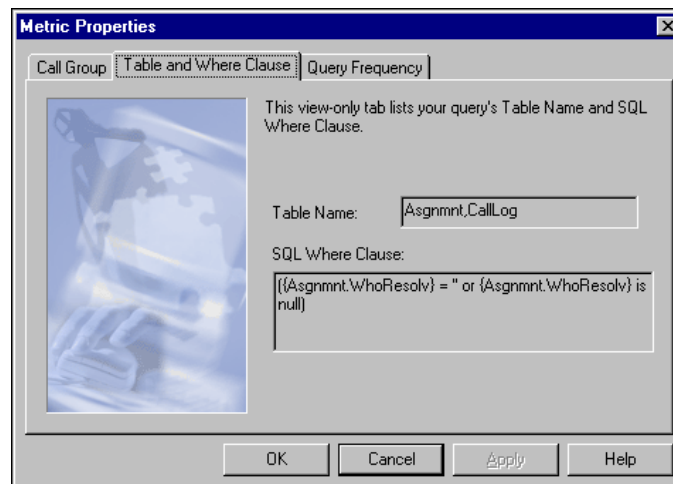 Metric Properties
Call Group Table and Where Clause Query Frequency
This view-only tab lists your query's Table Name and SQL
Where Clause.
Table Name: Asgnmnt,CallLog
SQL Where Clause:
({Asgnmnt.WhoResolv} = '' or {Asgnmnt.WhoResolv} is
null)
OK Cancel Apply Help